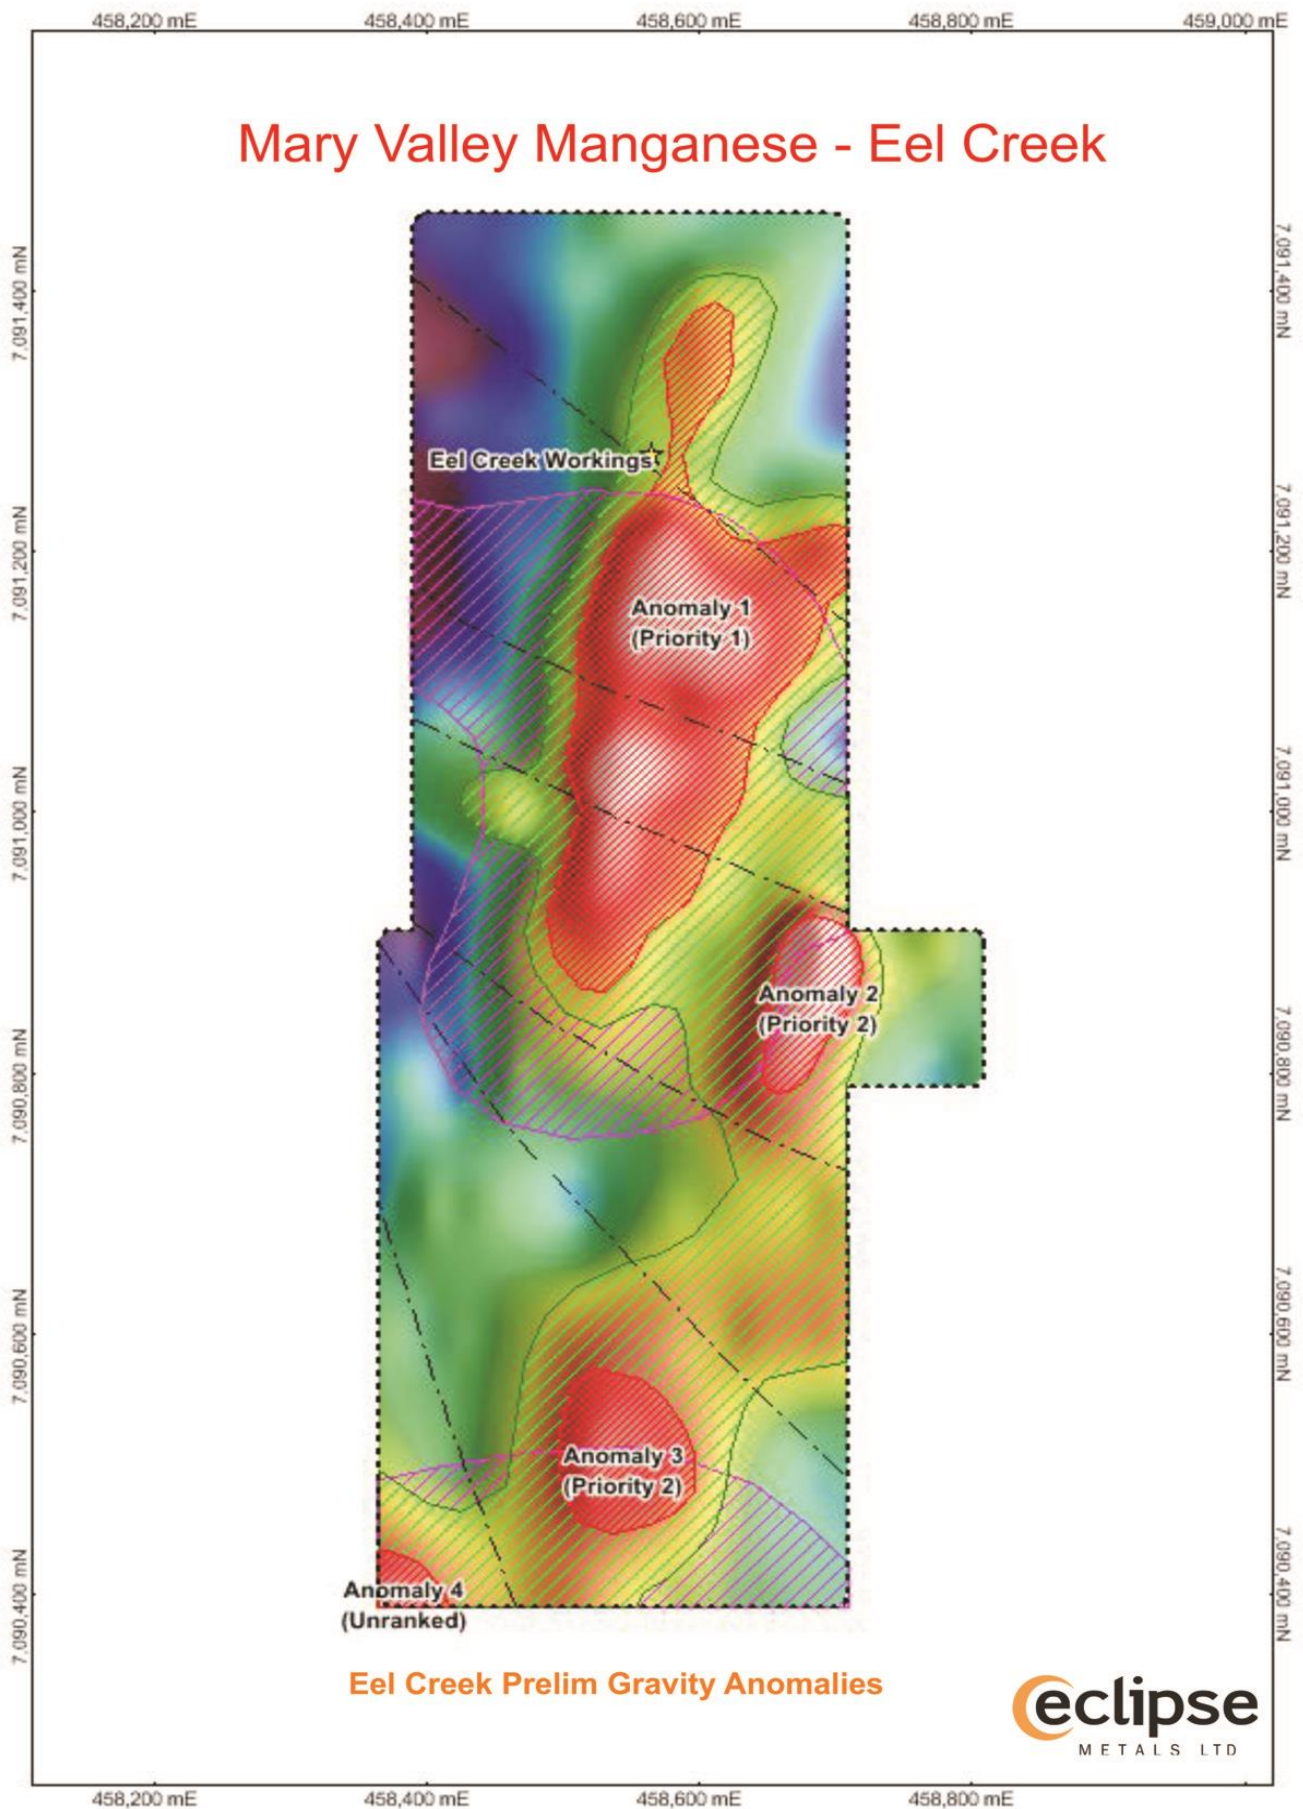 458,200 mE
458,400 mE
458,600 mE
458,800 mE
459,000 mE
Mary Valley Manganese - Eel Creek
7,091,400 mN
7,091,400 mN
Eel Creek Workings
7,091,200 mN
7,091,200 mN
Anomaly 1
(Priority 1)
7,091,000 mN
7,091,000 mN
Anomaly 2
(Priority 2)
7,090,800 mN
7,090,800 mN
7,090,600 mN
7,090,600 mN
Anomaly 3
(Priority 2)
7,090,400 mN
7,090,400 mN
Anomaly 4
(Unranked)
Eel Creek Prelim Gravity Anomalies
eclipse
METALS LTD
458,200 mE
458,400 mE
458,600 mE
458,800 mE